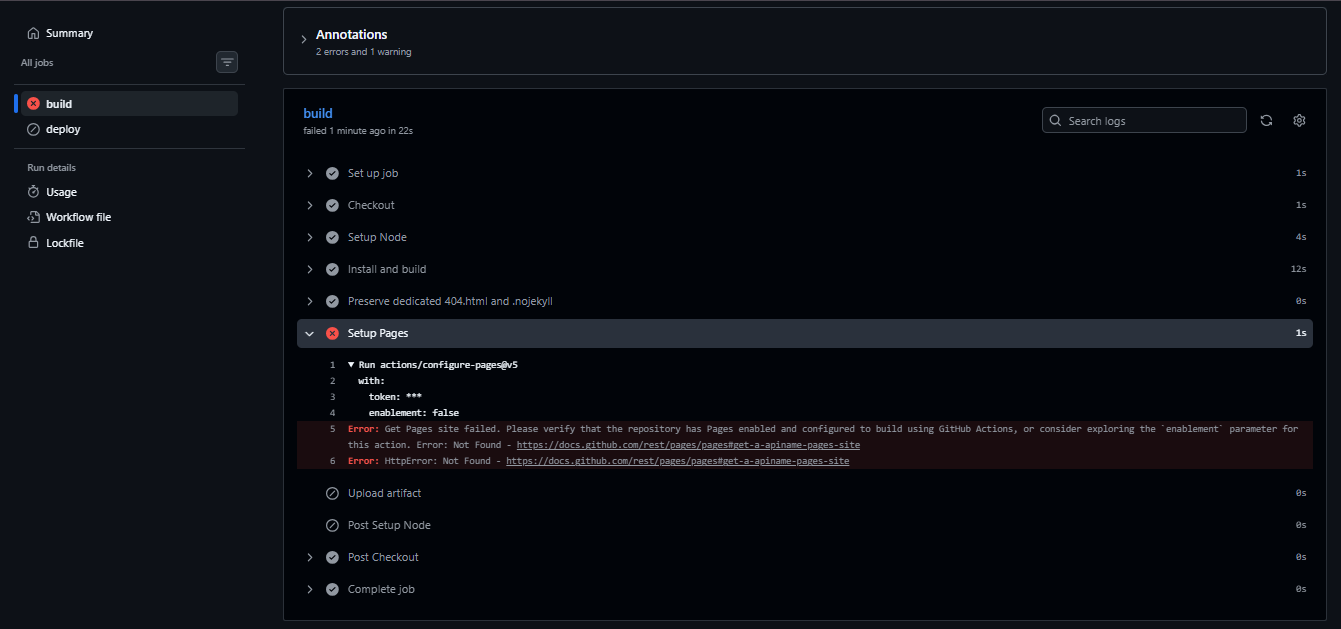 Summary
All jobs
build
deploy
Run details
Usage
Workflow file
Lockfile
Annotations
2 errors and 1 warning
build
failed 1 minute ago in 22s
Search logs
Set up job 1s
Checkout 1s
Setup Node 4s
Install and build 12s
Preserve dedicated 404.html and .nojekyll 0s
Setup Pages 1s
1 ▼ Run actions/configure-pages@v5
2 with:
3 token: ***
4 enablement: false
5 Error: Get Pages site failed. Please verify that the repository has Pages enabled and configured to build using GitHub Actions, or consider exploring the `enablement` parameter for
this action. Error: Not Found - https://docs.github.com/rest/pages/pages#get-a-apiname-pages-site
6 Error: HttpError: Not Found - https://docs.github.com/rest/pages/pages#get-a-apiname-pages-site
Upload artifact 0s
Post Setup Node 0s
Post Checkout 0s
Complete job 0s